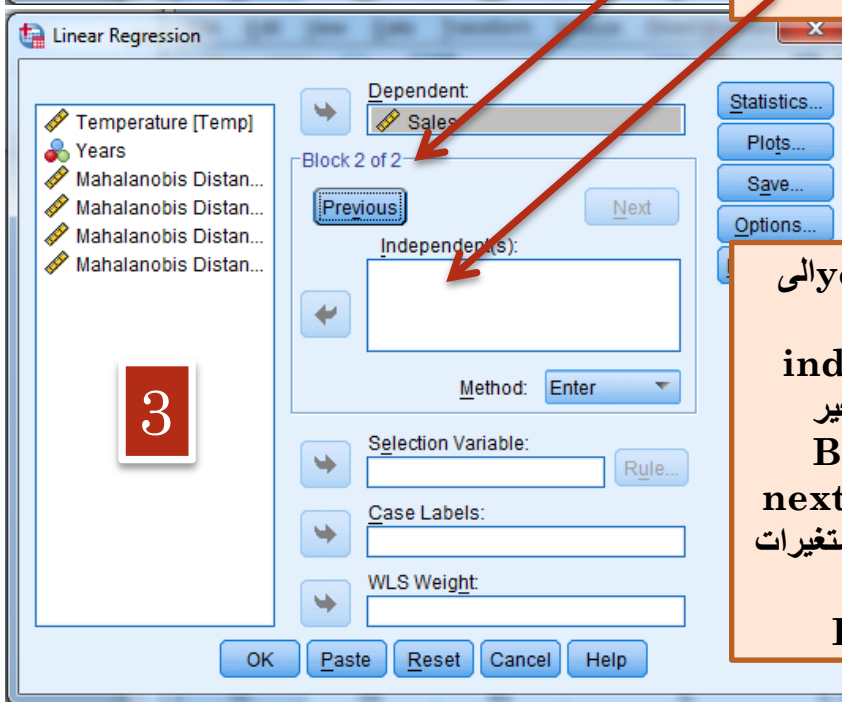 Linear Regression
Dependent:
Sales
Temperature [Temp]
Years
Mahalanobis Distan...
Mahalanobis Distan...
Mahalanobis Distan...
Mahalanobis Distan...
Block 2 of 2
Previous
Next
Independent(s):
Method: Enter
Selection Variable:
Rule...
Case Labels:
WLS Weight:
OK Paste Reset Cancel Help
Statistics...
Plots...
Save...
Options...
3
الى
ind
B
next